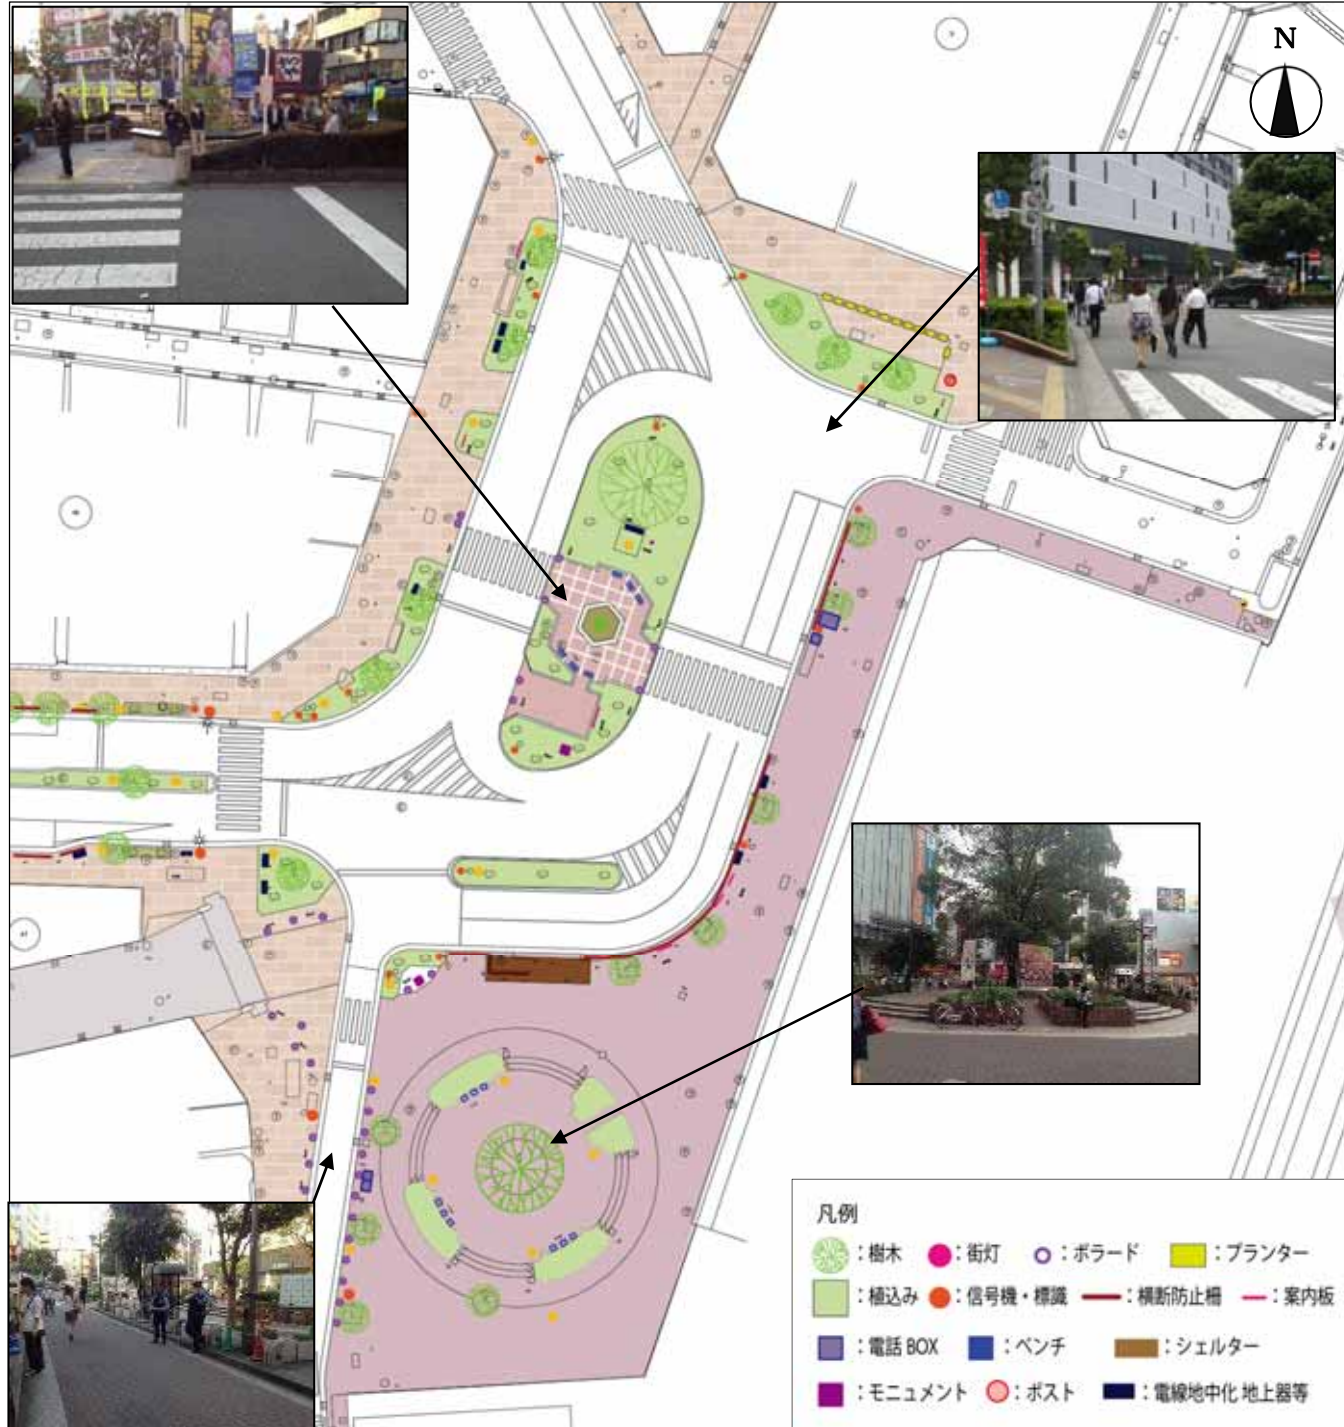 N
凡例
：樹木 ：街灯 ：ボラード ：プランター
：植込み ：信号機・標識 ：横断防止柵 ：案内板
：電話 BOX ：ベンチ ：シェルター
：モニュメント ：ポスト ：電線地中化 地上器等